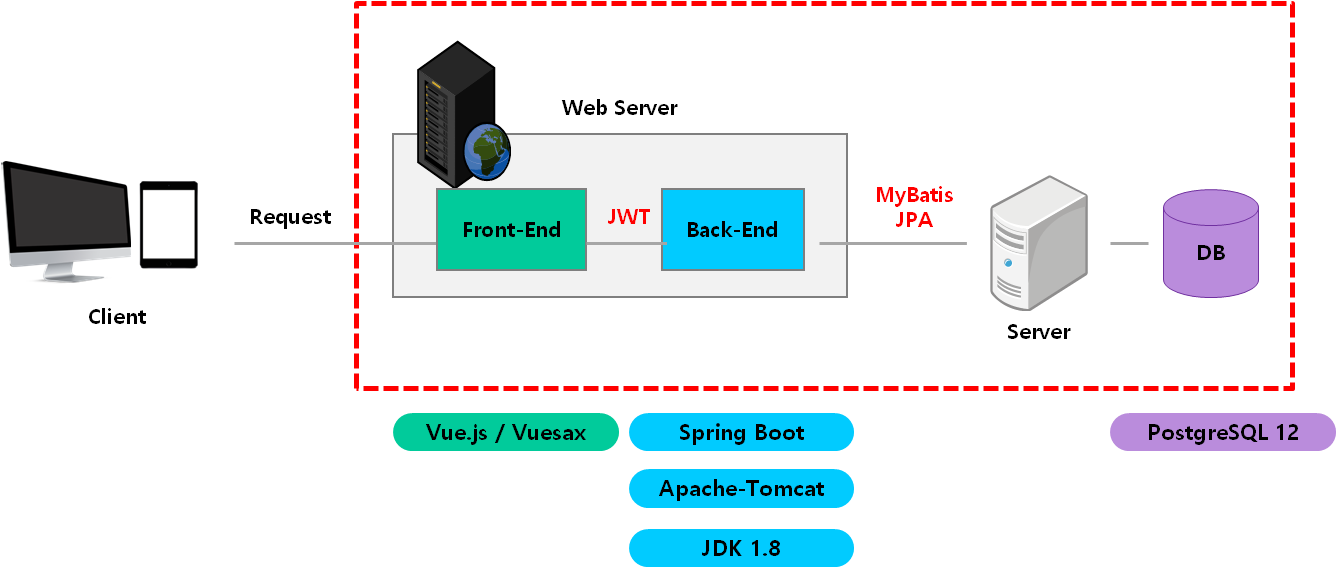 Web Server
Request
Front-End
JWT
Back-End
MyBatis
JPA
DB
Client
Server
Vue.js / Vuesax
Spring Boot
PostgreSQL 12
Apache-Tomcat
JDK 1.8